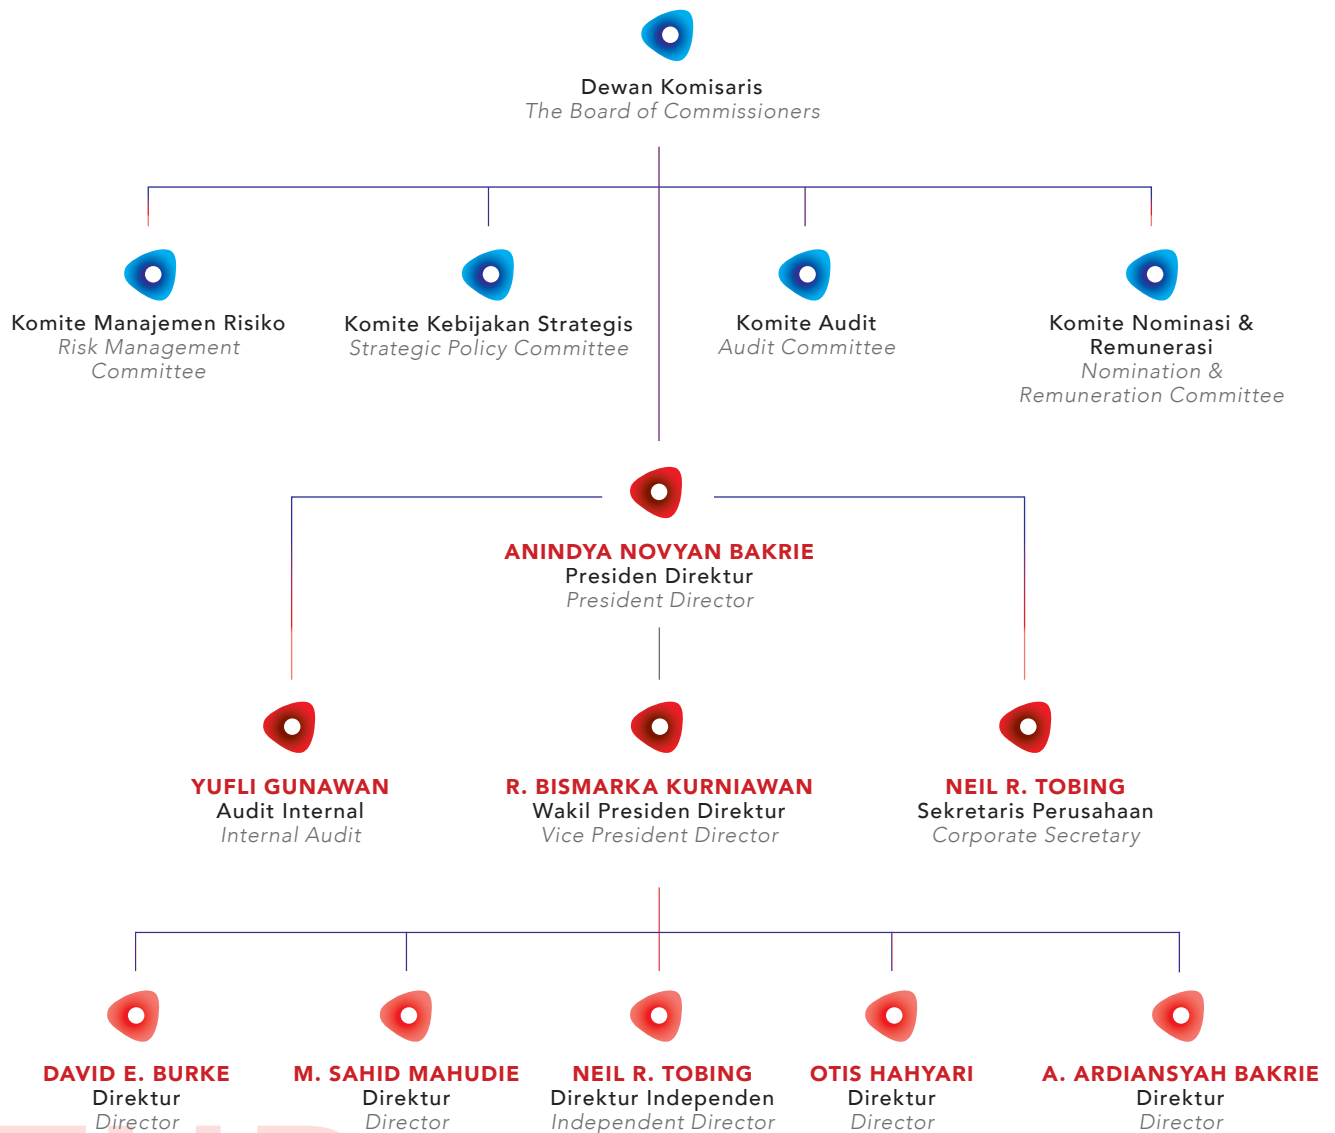 Dewan Komisaris
The Board of Commissioners
Komite Manajemen Risiko
Risk Management
Committee
Komite Kebijakan Strategis
Strategic Policy Committee
Komite Audit
Audit Committee
Komite Nominasi &
Remunerasi
Nomination &
Remuneration Committee
ANINDYA NOVYAN BAKRIE
Presiden Direktur
President Director
YUFLI GUNAWAN
Audit Internal
Internal Audit
R. BISMARKA KURNIAWAN
Wakil Presiden Direktur
Vice President Director
NEIL R. TOBING
Sekretaris Perusahaan
Corporate Secretary
DAVID E. BURKE
Direktur
Director
M. SAHID MAHUDIE
Direktur
Director
NEIL R. TOBING
Direktur Independen
Independent Director
OTIS HAHYARI
Direktur
Director
A. ARDIANSYAH BAKRIE
Direktur
Director